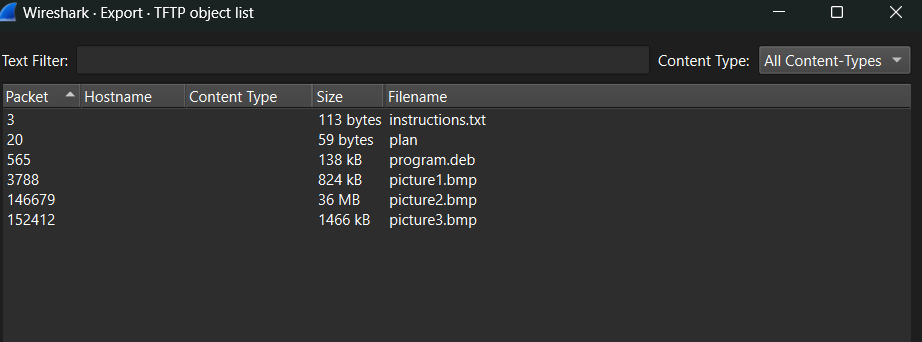 Wireshark · Export · TFTP object list
Text Filter: Content Type: All Content-Types
Packet Hostname Content Type Size Filename
3 113 bytes instructions.txt
20 59 bytes plan
565 138 kB program.deb
3788 824 kB picture1.bmp
146679 36 MB picture2.bmp
152412 1466 kB picture3.bmp